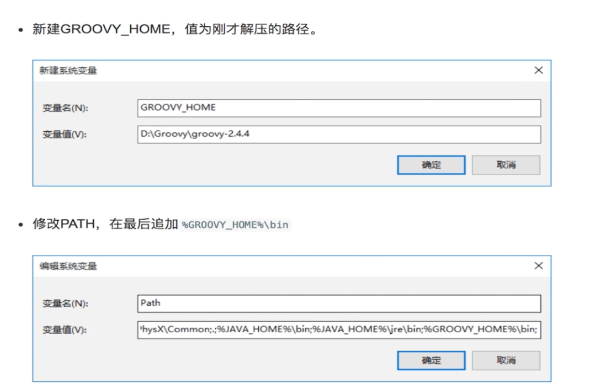 新建GROOVY_HOME，值为刚才解压的路径。
新建系统变量
变量名(N):
GROOVY_HOME
变量值(V):
D:\Groovy\groovy-2.4.4
确定 取消
修改PATH，在最后追加 %GROOVY_HOME%\bin
编辑系统变量
变量名(N):
Path
变量值(V):
hysX\Common;.;%JAVA_HOME%\bin;%JAVA_HOME%\jre\bin;%GROOVY_HOME%\bin;
确定 取消